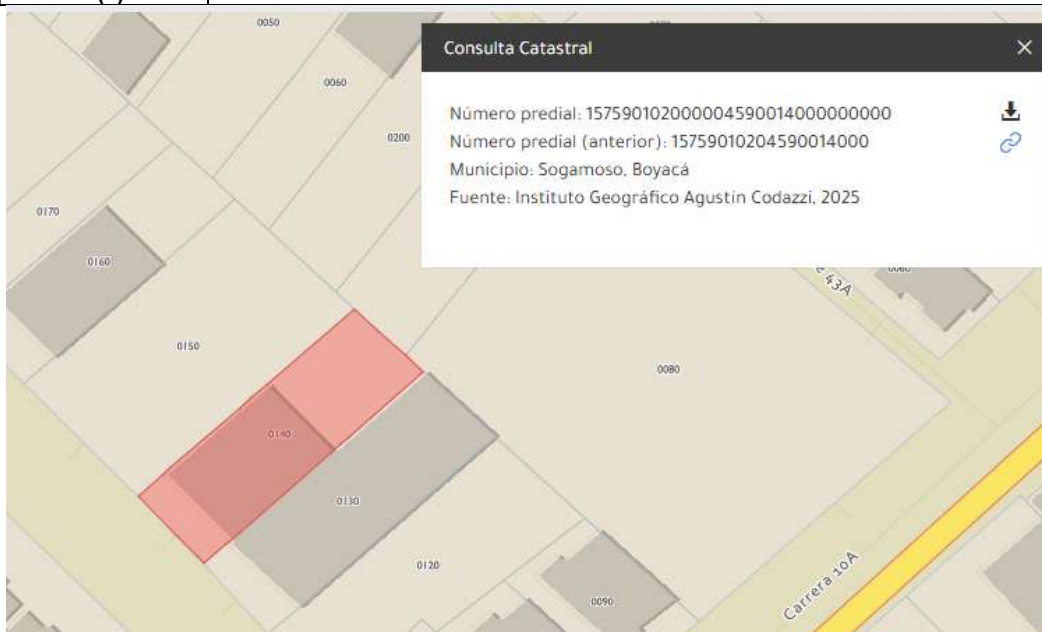 0050
Consulta Catastral
0060
Número predial: 157590102000004590014000000000
0200
Número predial (anterior): 15759010204590014000
Municipio: Sogamoso, Boyacá
Fuente: Instituto Geográfico Agustín Codazzi, 2025
0170
0160
43A
0150
0080
0140
0130
0120
0090
Carrera 10A